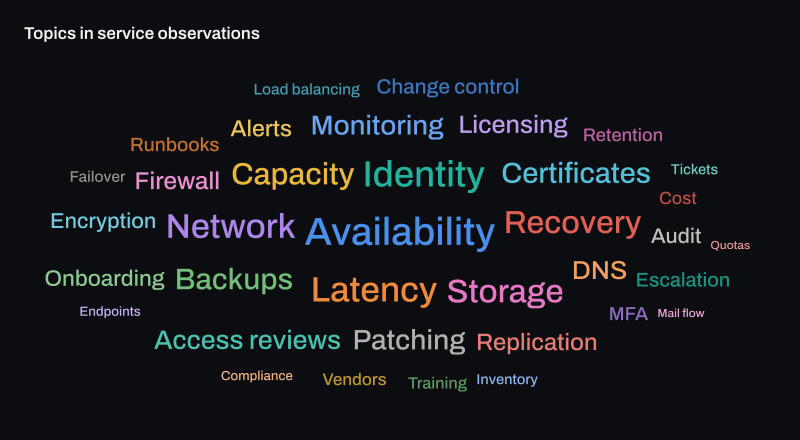 Topics in service observations
Load balancing Change control
Alerts Monitoring Licensing
Runbooks Retention
Failover Firewall Capacity Identity Certificates Tickets
Cost
Encryption Network Availability Recovery Audit Quotas
Onboarding Backups Latency Storage DNS Escalation
Endpoints MFA Mail flow
Access reviews Patching Replication
Compliance Vendors Training Inventory